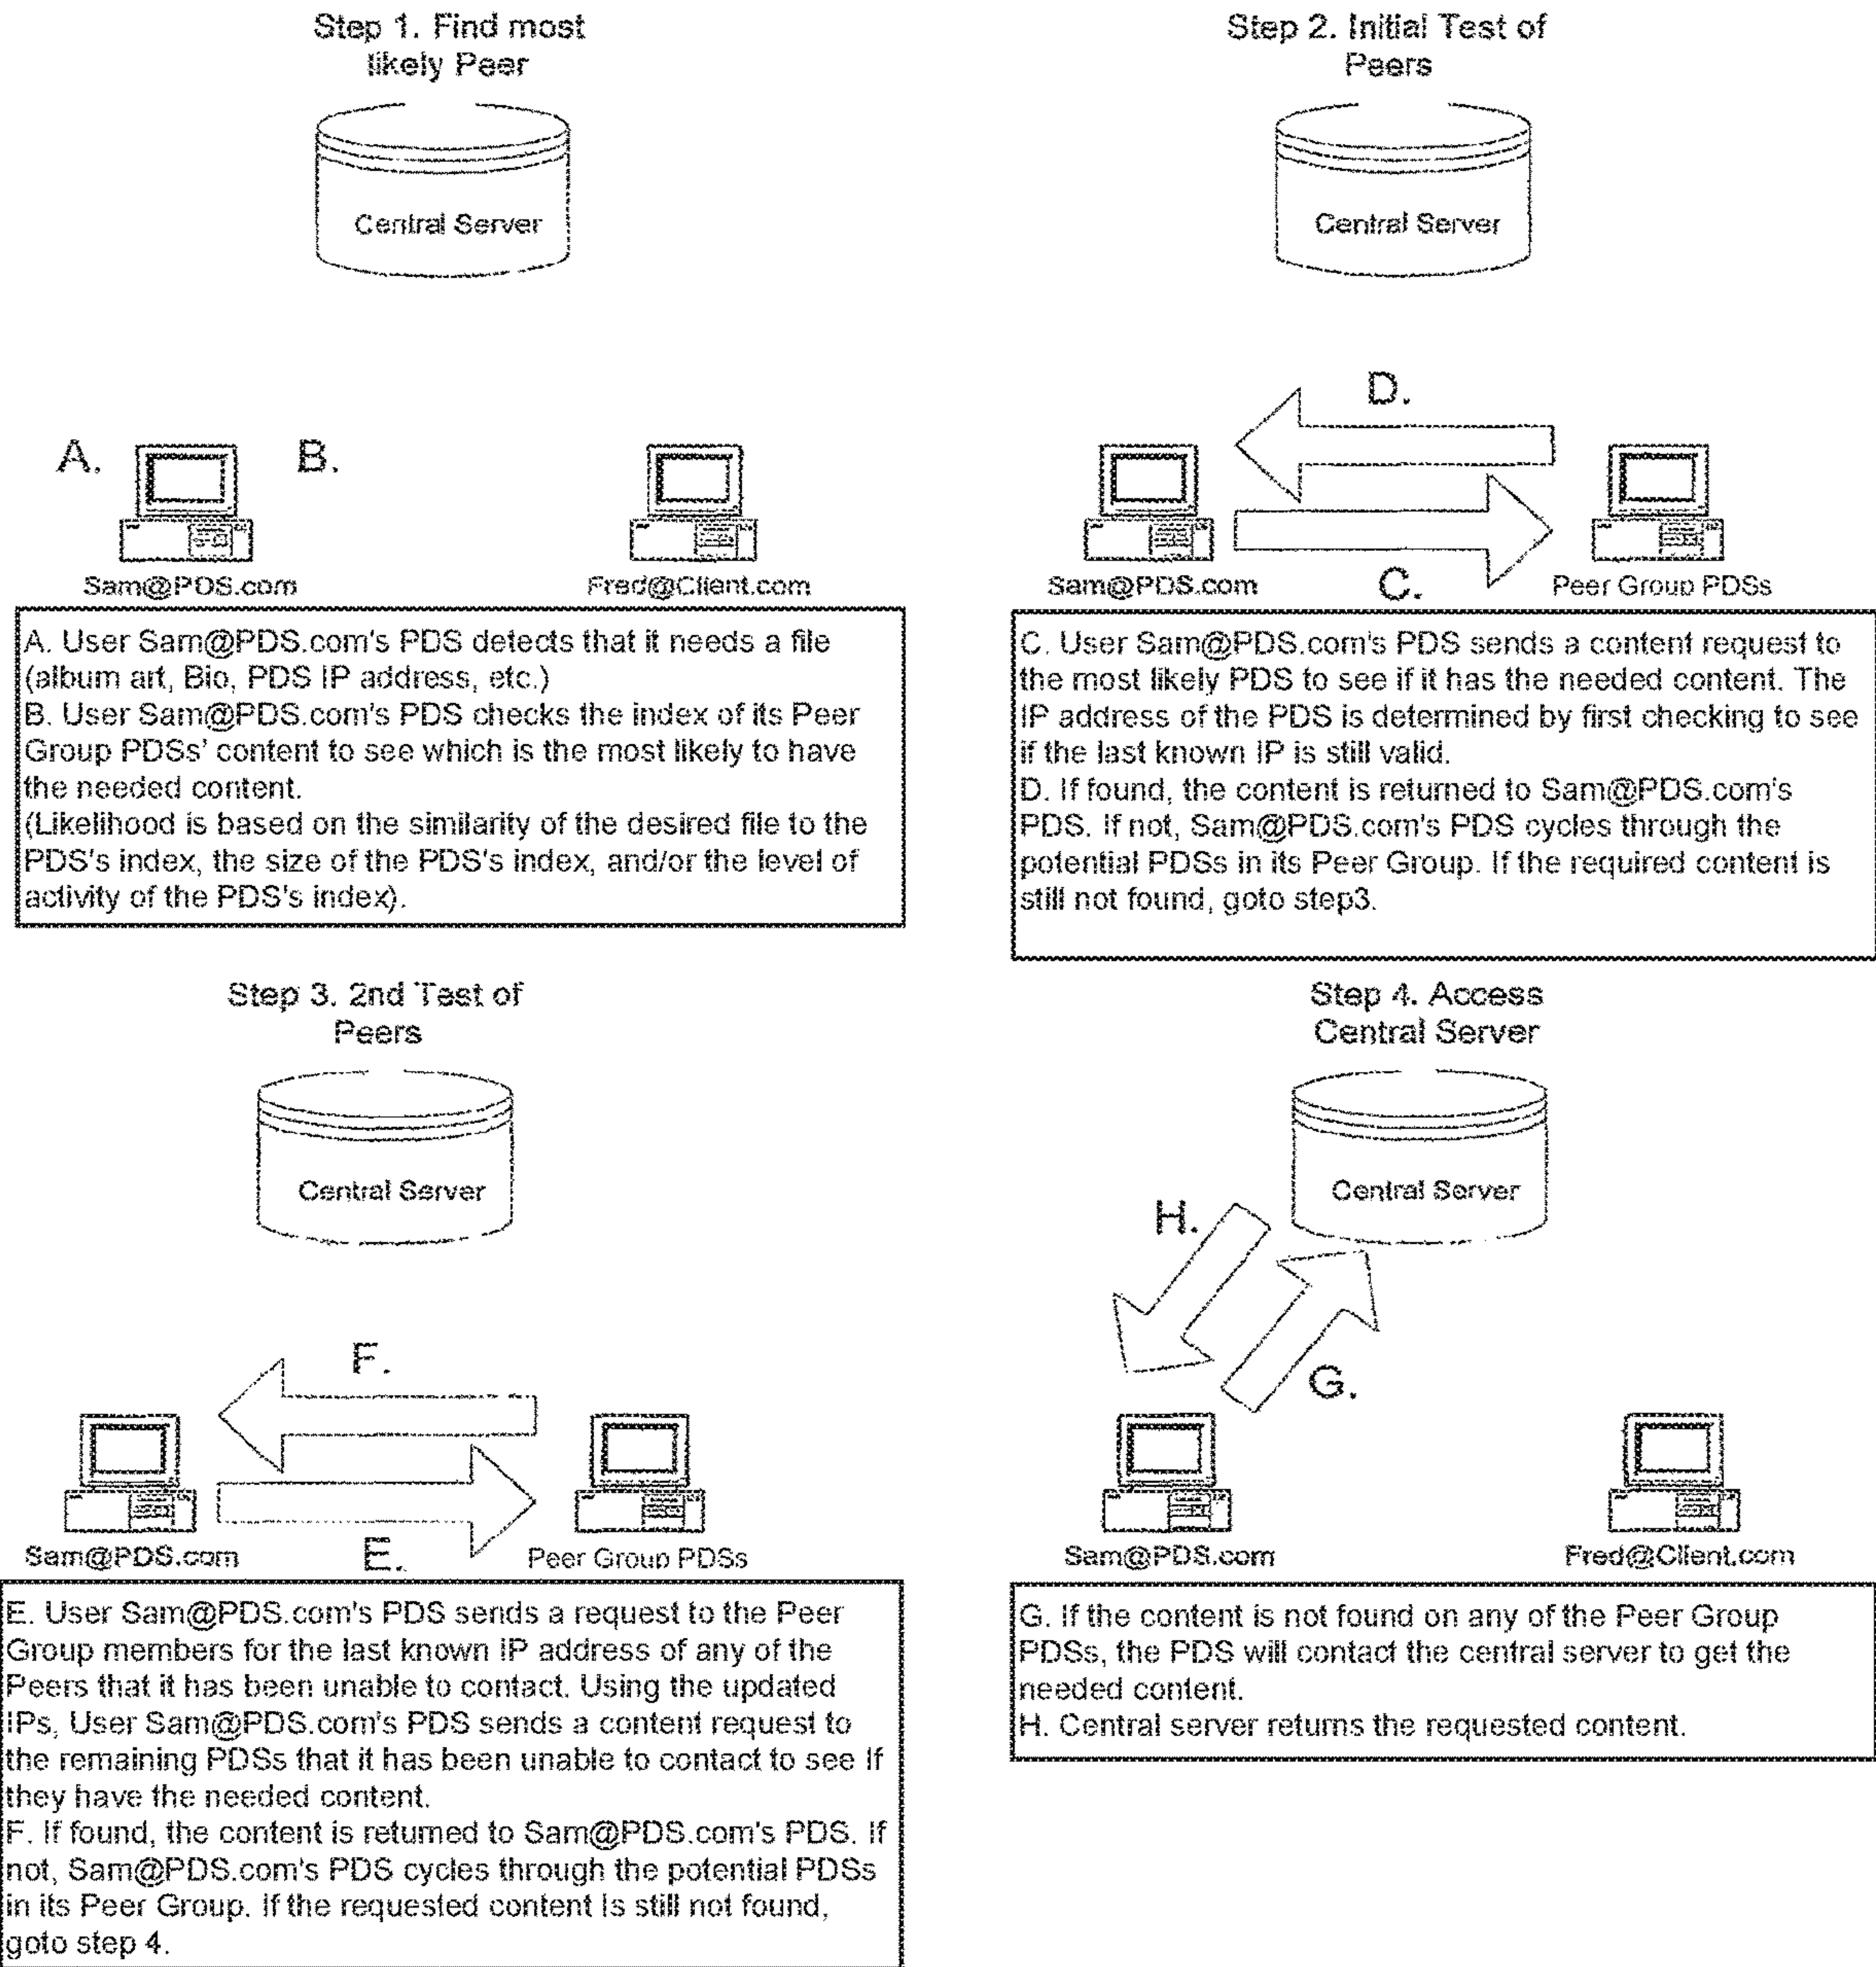 Step 1. Find most
likely Peer
Central Server
A.
B.
Sam@PDS.com
Fred@Client.com
A. User Sam@PDS.com's PDS detects that it needs a file
(album art, Bio, PDS IP address, etc.)
B. User Sam@PDS.com's PDS checks the index of its Peer
Group PDSs' content to see which is the most likely to have
the needed content.
(Likelihood is based on the similarity of the desired file to the
PDS's index, the size of the PDS's index, and/or the level of
activity of the PDS's index).
Step 2. Initial Test of
Peers
Central Server
D.
C.
Sam@PDS.com
Peer Group PDSs
C. User Sam@PDS.com's PDS sends a content request to
the most likely PDS to see if it has the needed content. The
IP address of the PDS is determined by first checking to see
if the last known IP is still valid.
D. If found, the content is returned to Sam@PDS.com's
PDS. If not, Sam@PDS.com's PDS cycles through the
potential PDSs in its Peer Group. If the required content is
still not found, goto step3.
Step 3. 2nd Test of
Peers
Central Server
F.
E.
Sam@PDS.com
Peer Group PDSs
E. User Sam@PDS.com's PDS sends a request to the Peer
Group members for the last known IP address of any of the
Peers that it has been unable to contact. Using the updated
IPs, User Sam@PDS.com's PDS sends a content request to
the remaining PDSs that it has been unable to contact to see if
they have the needed content.
F. If found, the content is returned to Sam@PDS.com's PDS. If
not, Sam@PDS.com's PDS cycles through the potential PDSs
in its Peer Group. If the requested content is still not found,
goto step 4.
Step 4. Access
Central Server
Central Server
H.
G.
Sam@PDS.com
Fred@Client.com
G. If the content is not found on any of the Peer Group
PDSs, the PDS will contact the central server to get the
needed content.
H. Central server returns the requested content.